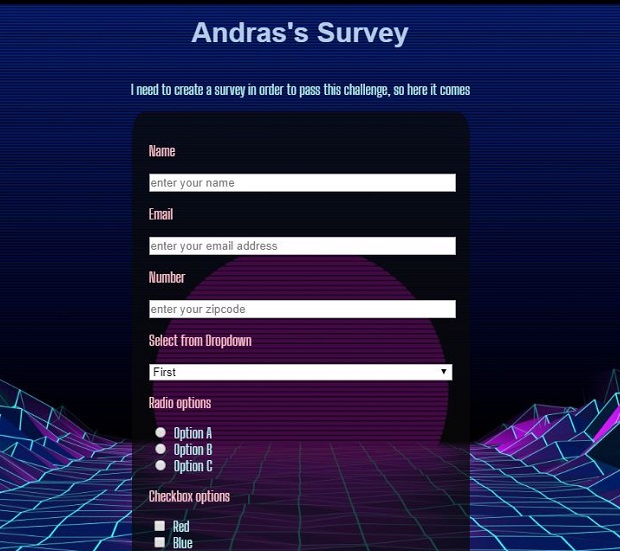 Andras's Survey
I need to create a survey in order to pass this challenge, so here it comes
Name
enter your name
Email
enter your email address
Number
enter your zipcode
Select from Dropdown
First
Radio options
Option A
Option B
Option C
Checkbox options
Red
Blue